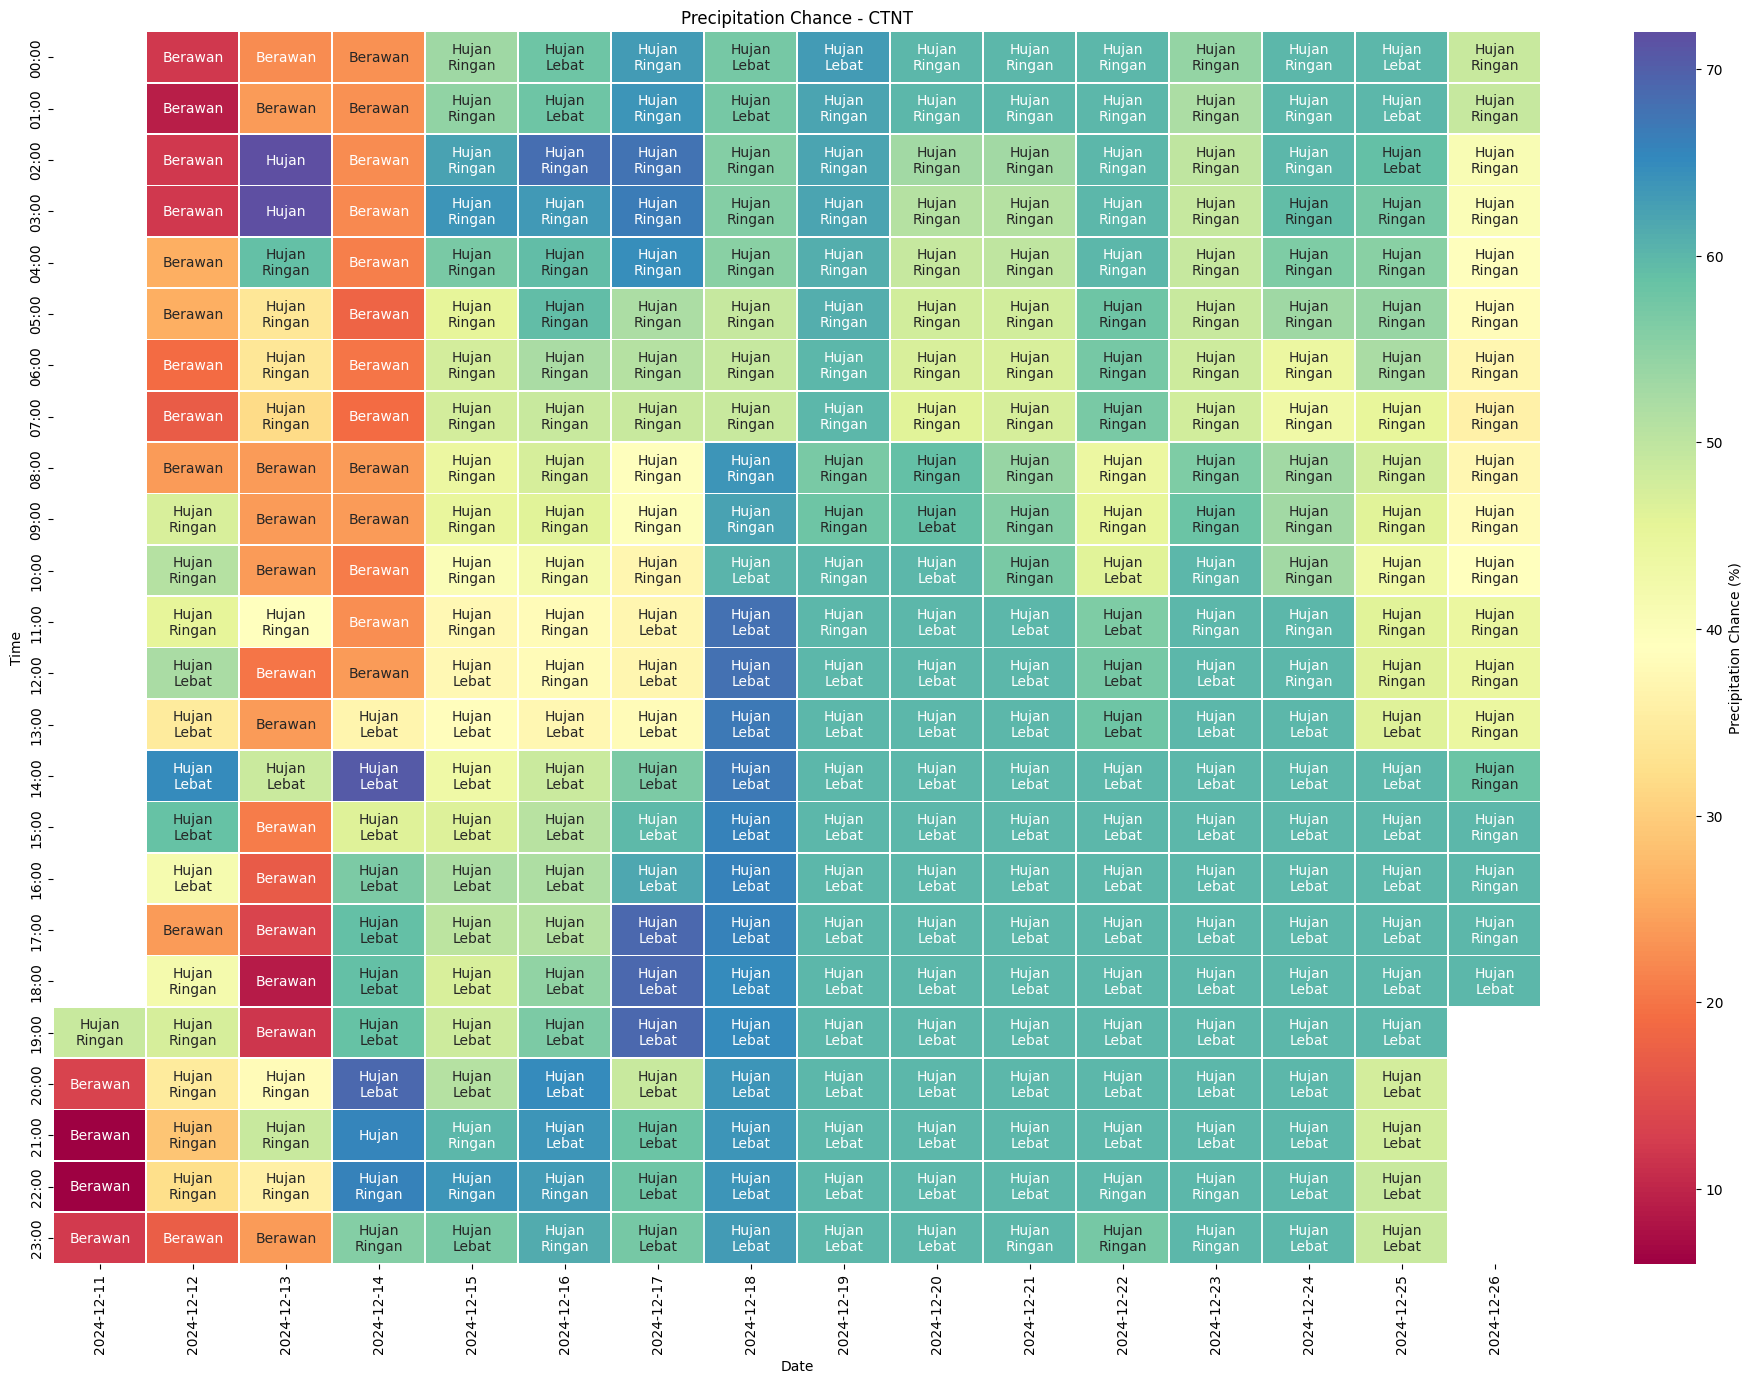 Precipitation Chance - CTNT
00:00 Berawan Berawan Berawan Hujan Ringan Hujan Lebat Hujan Ringan Hujan Lebat Hujan Lebat Hujan Ringan Hujan Ringan Hujan Ringan Hujan Ringan Hujan Ringan Hujan Lebat Hujan Ringan
01:00 Berawan Berawan Berawan Hujan Ringan Hujan Lebat Hujan Ringan Hujan Lebat Hujan Ringan Hujan Ringan Hujan Ringan Hujan Ringan Hujan Ringan Hujan Ringan Hujan Lebat Hujan Ringan
02:00 Berawan Hujan Berawan Hujan Ringan Hujan Ringan Hujan Ringan Hujan Ringan Hujan Ringan Hujan Ringan Hujan Ringan Hujan Ringan Hujan Ringan Hujan Ringan Hujan Lebat Hujan Ringan
03:00 Berawan Hujan Berawan Hujan Ringan Hujan Ringan Hujan Ringan Hujan Ringan Hujan Ringan Hujan Ringan Hujan Ringan Hujan Ringan Hujan Ringan Hujan Ringan Hujan Ringan Hujan Ringan
04:00 Berawan Hujan Ringan Berawan Hujan Ringan Hujan Ringan Hujan Ringan Hujan Ringan Hujan Ringan Hujan Ringan Hujan Ringan Hujan Ringan Hujan Ringan Hujan Ringan Hujan Ringan Hujan Ringan
05:00 Berawan Hujan Ringan Berawan Hujan Ringan Hujan Ringan Hujan Ringan Hujan Ringan Hujan Ringan Hujan Ringan Hujan Ringan Hujan Ringan Hujan Ringan Hujan Ringan Hujan Ringan Hujan Ringan
06:00 Berawan Hujan Ringan Berawan Hujan Ringan Hujan Ringan Hujan Ringan Hujan Ringan Hujan Ringan Hujan Ringan Hujan Ringan Hujan Ringan Hujan Ringan Hujan Ringan Hujan Ringan Hujan Ringan
07:00 Berawan Hujan Ringan Berawan Hujan Ringan Hujan Ringan Hujan Ringan Hujan Ringan Hujan Ringan Hujan Ringan Hujan Ringan Hujan Ringan Hujan Ringan Hujan Ringan Hujan Ringan Hujan Ringan
08:00 Berawan Berawan Berawan Hujan Ringan Hujan Ringan Hujan Ringan Hujan Ringan Hujan Ringan Hujan Ringan Hujan Ringan Hujan Ringan Hujan Ringan Hujan Ringan Hujan Ringan Hujan Ringan
09:00 Hujan Ringan Berawan Berawan Hujan Ringan Hujan Ringan Hujan Ringan Hujan Ringan Hujan Ringan Hujan Lebat Hujan Ringan Hujan Ringan Hujan Ringan Hujan Ringan Hujan Ringan Hujan Ringan
10:00 Hujan Ringan Berawan Berawan Hujan Ringan Hujan Ringan Hujan Ringan Hujan Lebat Hujan Ringan Hujan Lebat Hujan Ringan Hujan Lebat Hujan Ringan Hujan Ringan Hujan Ringan Hujan Ringan
11:00 Hujan Ringan Hujan Ringan Berawan Hujan Ringan Hujan Ringan Hujan Lebat Hujan Lebat Hujan Ringan Hujan Lebat Hujan Lebat Hujan Lebat Hujan Ringan Hujan Ringan Hujan Ringan Hujan Ringan
12:00 Hujan Lebat Berawan Berawan Hujan Lebat Hujan Ringan Hujan Lebat Hujan Lebat Hujan Lebat Hujan Lebat Hujan Lebat Hujan Lebat Hujan Lebat Hujan Ringan Hujan Ringan Hujan Ringan
13:00 Hujan Lebat Berawan Hujan Lebat Hujan Lebat Hujan Lebat Hujan Lebat Hujan Lebat Hujan Lebat Hujan Lebat Hujan Lebat Hujan Lebat Hujan Lebat Hujan Lebat Hujan Lebat Hujan Ringan
14:00 Hujan Lebat Hujan Lebat Hujan Lebat Hujan Lebat Hujan Lebat Hujan Lebat Hujan Lebat Hujan Lebat Hujan Lebat Hujan Lebat Hujan Lebat Hujan Lebat Hujan Lebat Hujan Lebat Hujan Ringan
15:00 Hujan Lebat Berawan Hujan Lebat Hujan Lebat Hujan Lebat Hujan Lebat Hujan Lebat Hujan Lebat Hujan Lebat Hujan Lebat Hujan Lebat Hujan Lebat Hujan Lebat Hujan Lebat Hujan Ringan
16:00 Hujan Lebat Berawan Hujan Lebat Hujan Lebat Hujan Lebat Hujan Lebat Hujan Lebat Hujan Lebat Hujan Lebat Hujan Lebat Hujan Lebat Hujan Lebat Hujan Lebat Hujan Lebat Hujan Ringan
17:00 Berawan Berawan Hujan Lebat Hujan Lebat Hujan Lebat Hujan Lebat Hujan Lebat Hujan Lebat Hujan Lebat Hujan Lebat Hujan Lebat Hujan Lebat Hujan Lebat Hujan Lebat Hujan Ringan
18:00 Hujan Ringan Berawan Hujan Lebat Hujan Lebat Hujan Lebat Hujan Lebat Hujan Lebat Hujan Lebat Hujan Lebat Hujan Lebat Hujan Lebat Hujan Lebat Hujan Lebat Hujan Lebat Hujan Lebat
19:00 Hujan Ringan Hujan Ringan Berawan Hujan Lebat Hujan Lebat Hujan Lebat Hujan Lebat Hujan Lebat Hujan Lebat Hujan Lebat Hujan Lebat Hujan Lebat Hujan Lebat Hujan Lebat Hujan Lebat
20:00 Berawan Hujan Ringan Hujan Ringan Hujan Lebat Hujan Lebat Hujan Lebat Hujan Lebat Hujan Lebat Hujan Lebat Hujan Lebat Hujan Lebat Hujan Lebat Hujan Lebat Hujan Lebat Hujan Lebat
21:00 Berawan Hujan Ringan Hujan Ringan Hujan Hujan Ringan Hujan Lebat Hujan Lebat Hujan Lebat Hujan Lebat Hujan Lebat Hujan Lebat Hujan Lebat Hujan Lebat Hujan Lebat Hujan Lebat
22:00 Berawan Hujan Ringan Hujan Ringan Hujan Ringan Hujan Ringan Hujan Ringan Hujan Lebat Hujan Lebat Hujan Lebat Hujan Lebat Hujan Lebat Hujan Ringan Hujan Ringan Hujan Lebat Hujan Lebat
23:00 Berawan Berawan Berawan Hujan Ringan Hujan Lebat Hujan Ringan Hujan Lebat Hujan Lebat Hujan Lebat Hujan Lebat Hujan Ringan Hujan Ringan Hujan Ringan Hujan Lebat Hujan Lebat
Time
2024-12-11 2024-12-12 2024-12-13 2024-12-14 2024-12-15 2024-12-16 2024-12-17 2024-12-18 2024-12-19 2024-12-20 2024-12-21 2024-12-22 2024-12-23 2024-12-24 2024-12-25 2024-12-26
Date
70
60
50
40
30
20
10
Precipitation Chance (%)